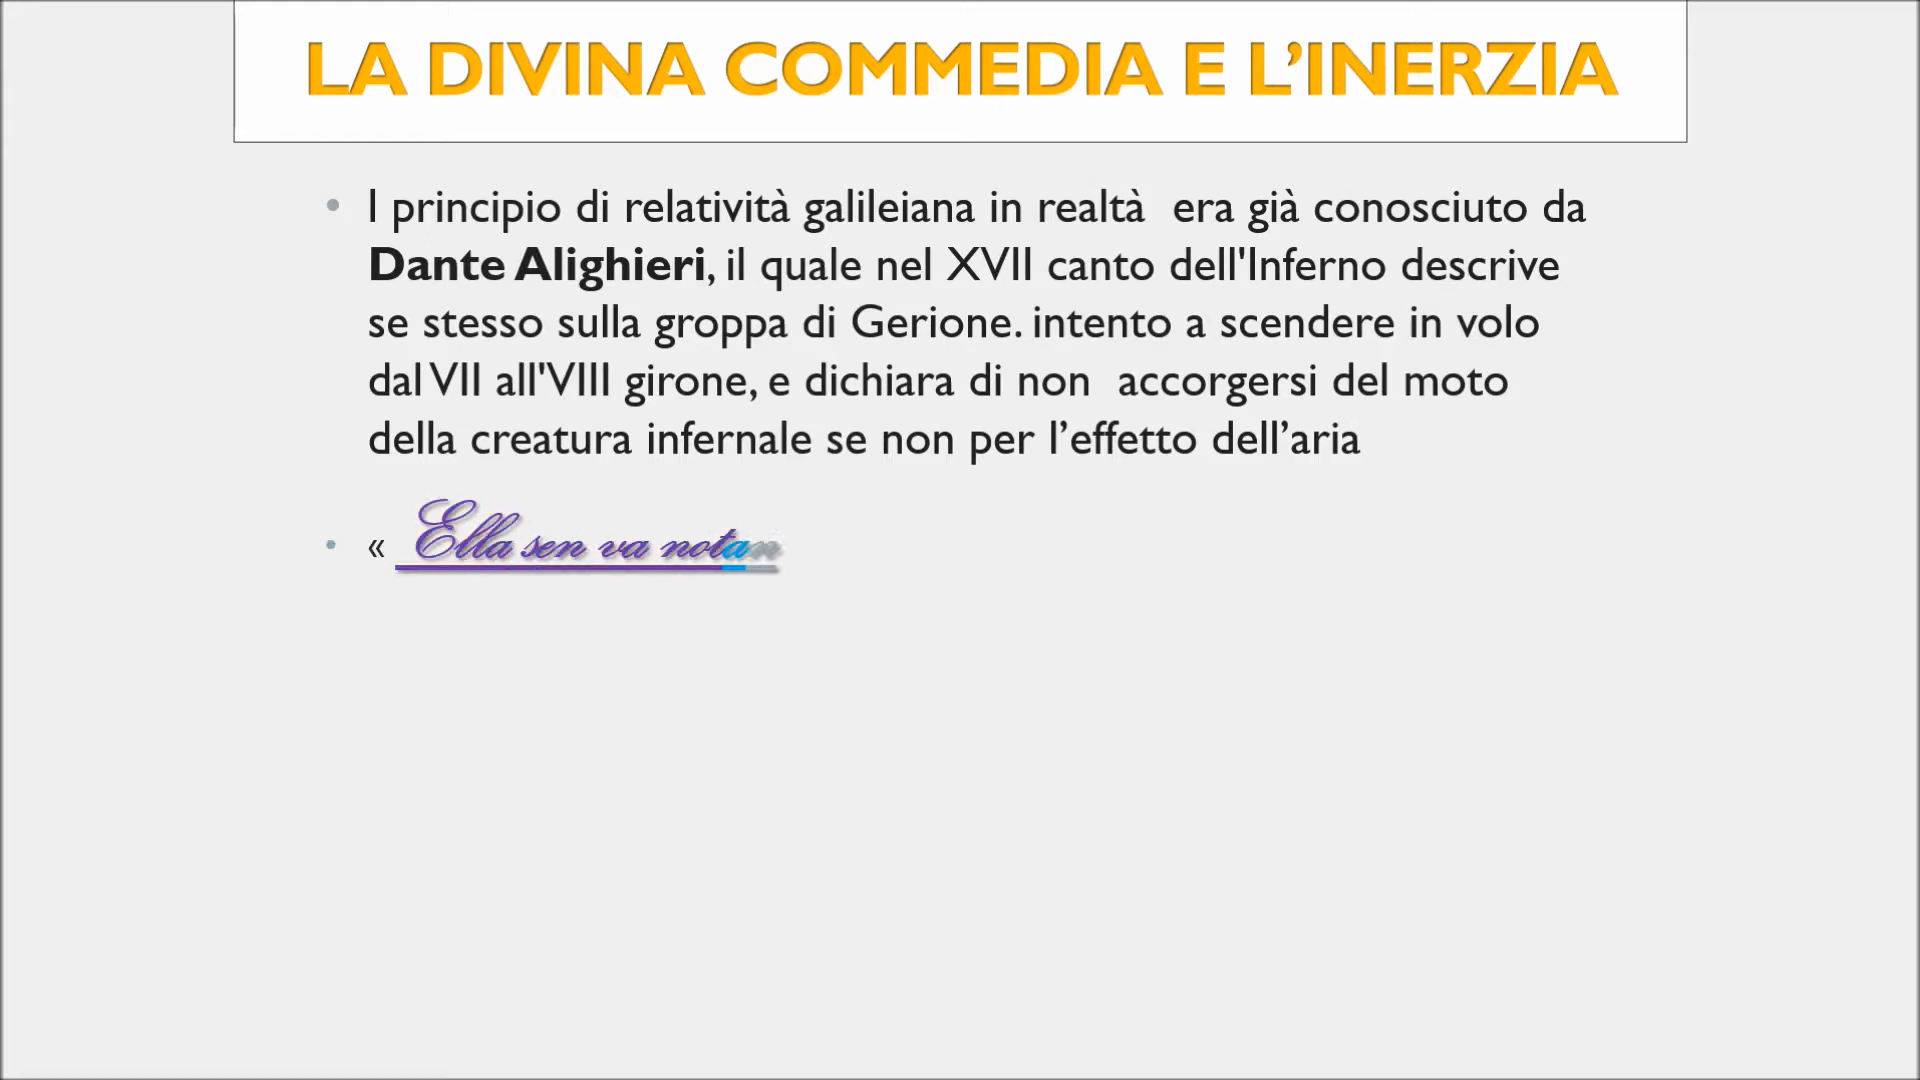 LA DIVINA COMMEDIA E L’INERZIA
• I principio di relatività galileiana in realtà era già conosciuto da
Dante Alighieri, il quale nel XVII canto dell'Inferno descrive
se stesso sulla groppa di Gerione. intento a scendere in volo
dal VII all'VIII girone, e dichiara di non accorgersi del moto
della creatura infernale se non per l’effetto dell’aria
• « Ella sen va notan